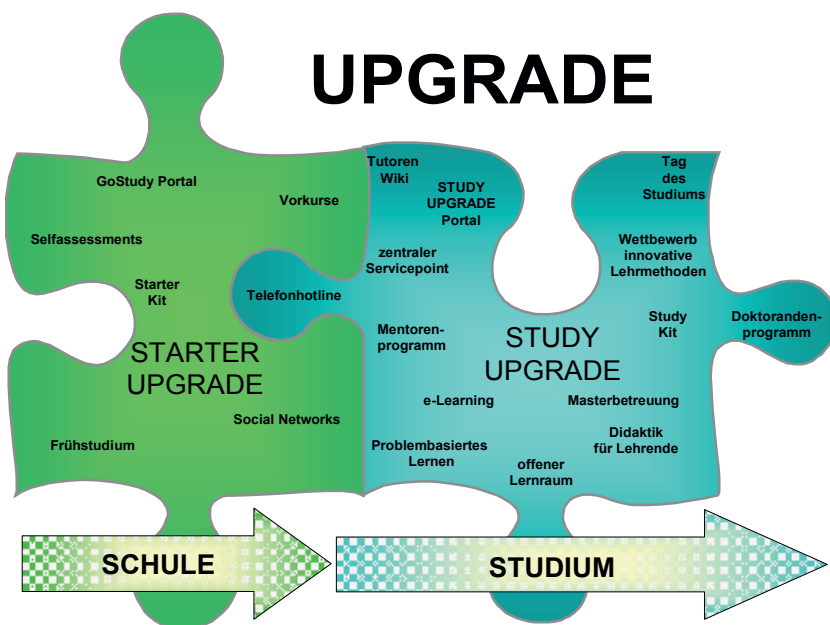 UPGRADE
GoStudy Portal
Vorkurse
Selfassessments
Starter
Kit
Telefonhotline
STARTER
UPGRADE
Social Networks
Frühstudium
Tutoren
Wiki
STUDY
UPGRADE
Portal
zentraler
Servicepoint
Mentoren-
programm
STUDY
UPGRADE
e-Learning
Problembasiertes
Lernen
offener
Lernraum
Tag
des
Studiums
Wettbewerb
innovative
Lehrmethoden
Study
Kit
Doktoranden-
programm
Masterbetreuung
Didaktik
für Lehrende
SCHULE
STUDIUM